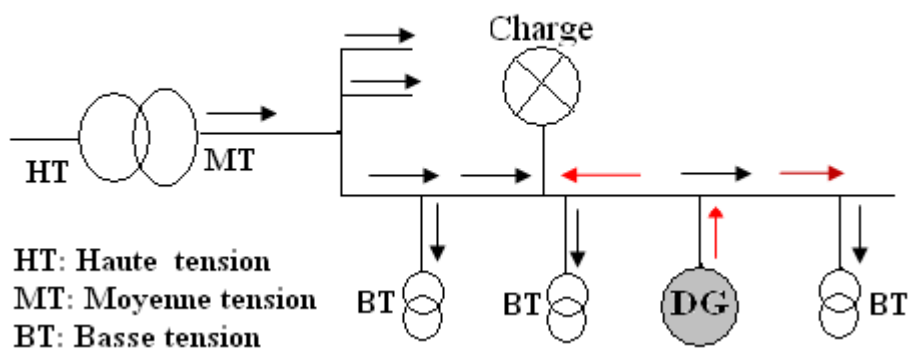 Charge
HT
MT
HT: Haute tension
MT: Moyenne tension
BT: Basse tension
BT
BT
DG
BT